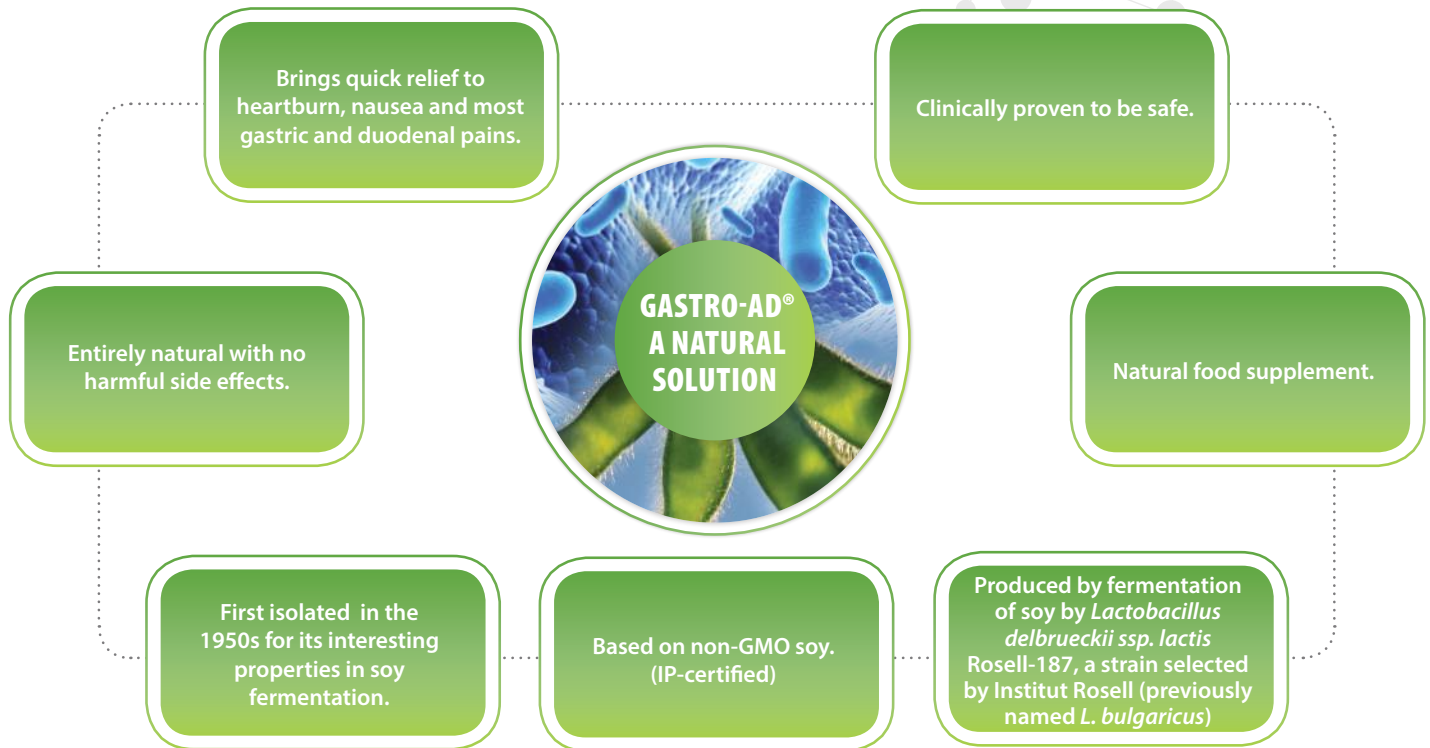 Brings quick relief to
heartburn, nausea and most
gastric and duodenal pains.
Clinically proven to be safe.
GASTRO-AD®
A NATURAL
SOLUTION
Entirely natural with no
harmful side effects.
Natural food supplement.
First isolated in the
1950s for its interesting
properties in soy
fermentation.
Based on non-GMO soy.
(IP-certified)
Produced by fermentation
of soy by Lactobacillus
delbrueckii ssp. lactis
Rosell-187, a strain selected
by Institut Rosell (previously
named L. bulgaricus)